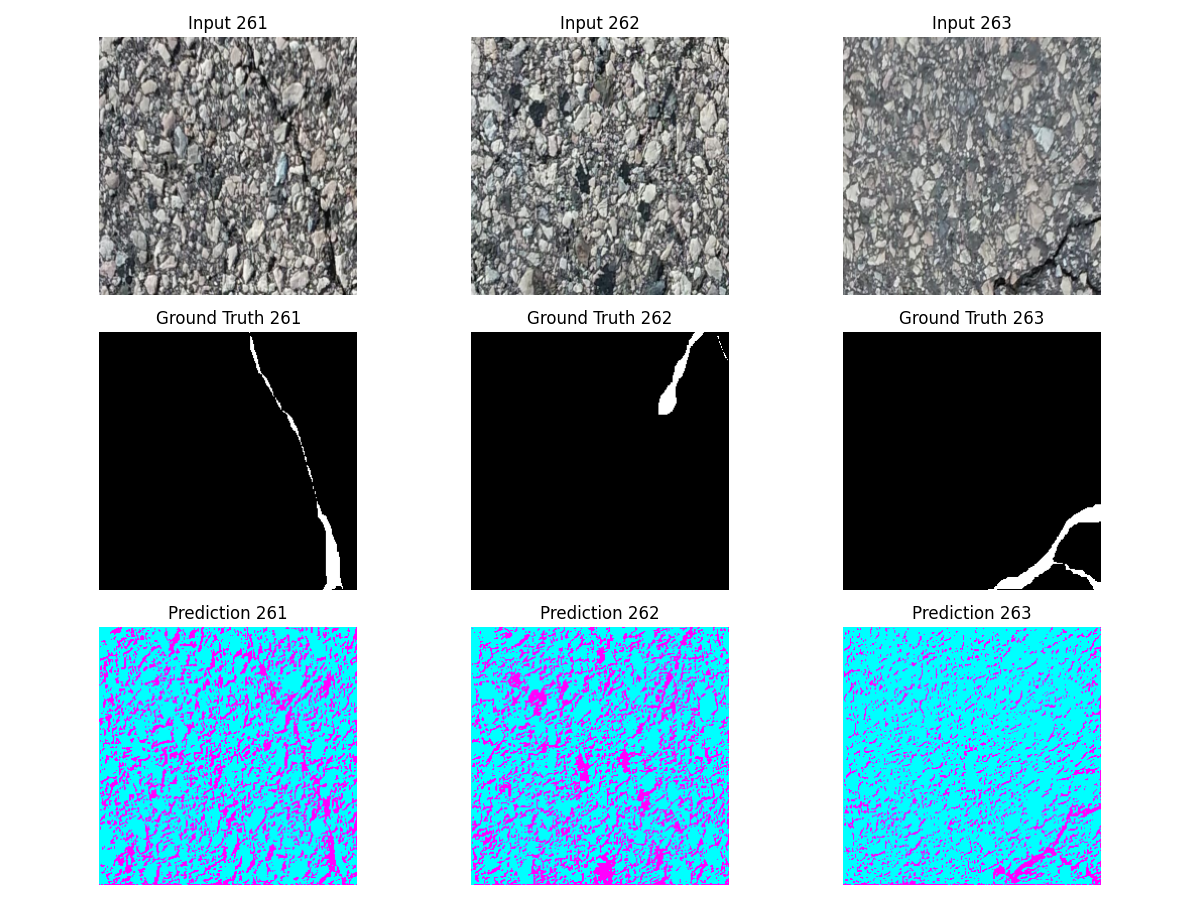 Input 261
Input 262
Input 263
Ground Truth 261
Ground Truth 262
Ground Truth 263
Prediction 261
Prediction 262
Prediction 263